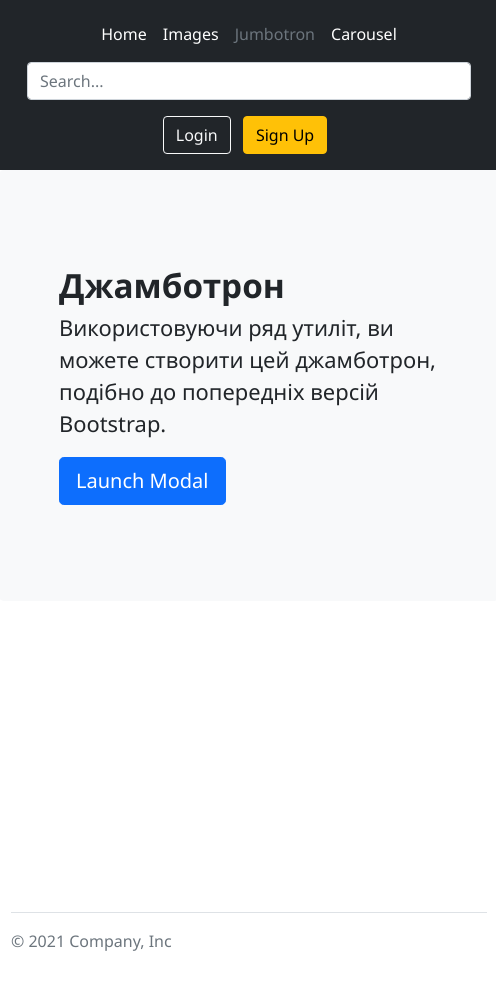 Home Images Jumbotron Carousel
Search...
Login Sign Up
Джамботрон
Використовуючи ряд утиліт, ви
можете створити цей джамботрон,
подібно до попередніх версій
Bootstrap.
Launch Modal
© 2021 Company, Inc